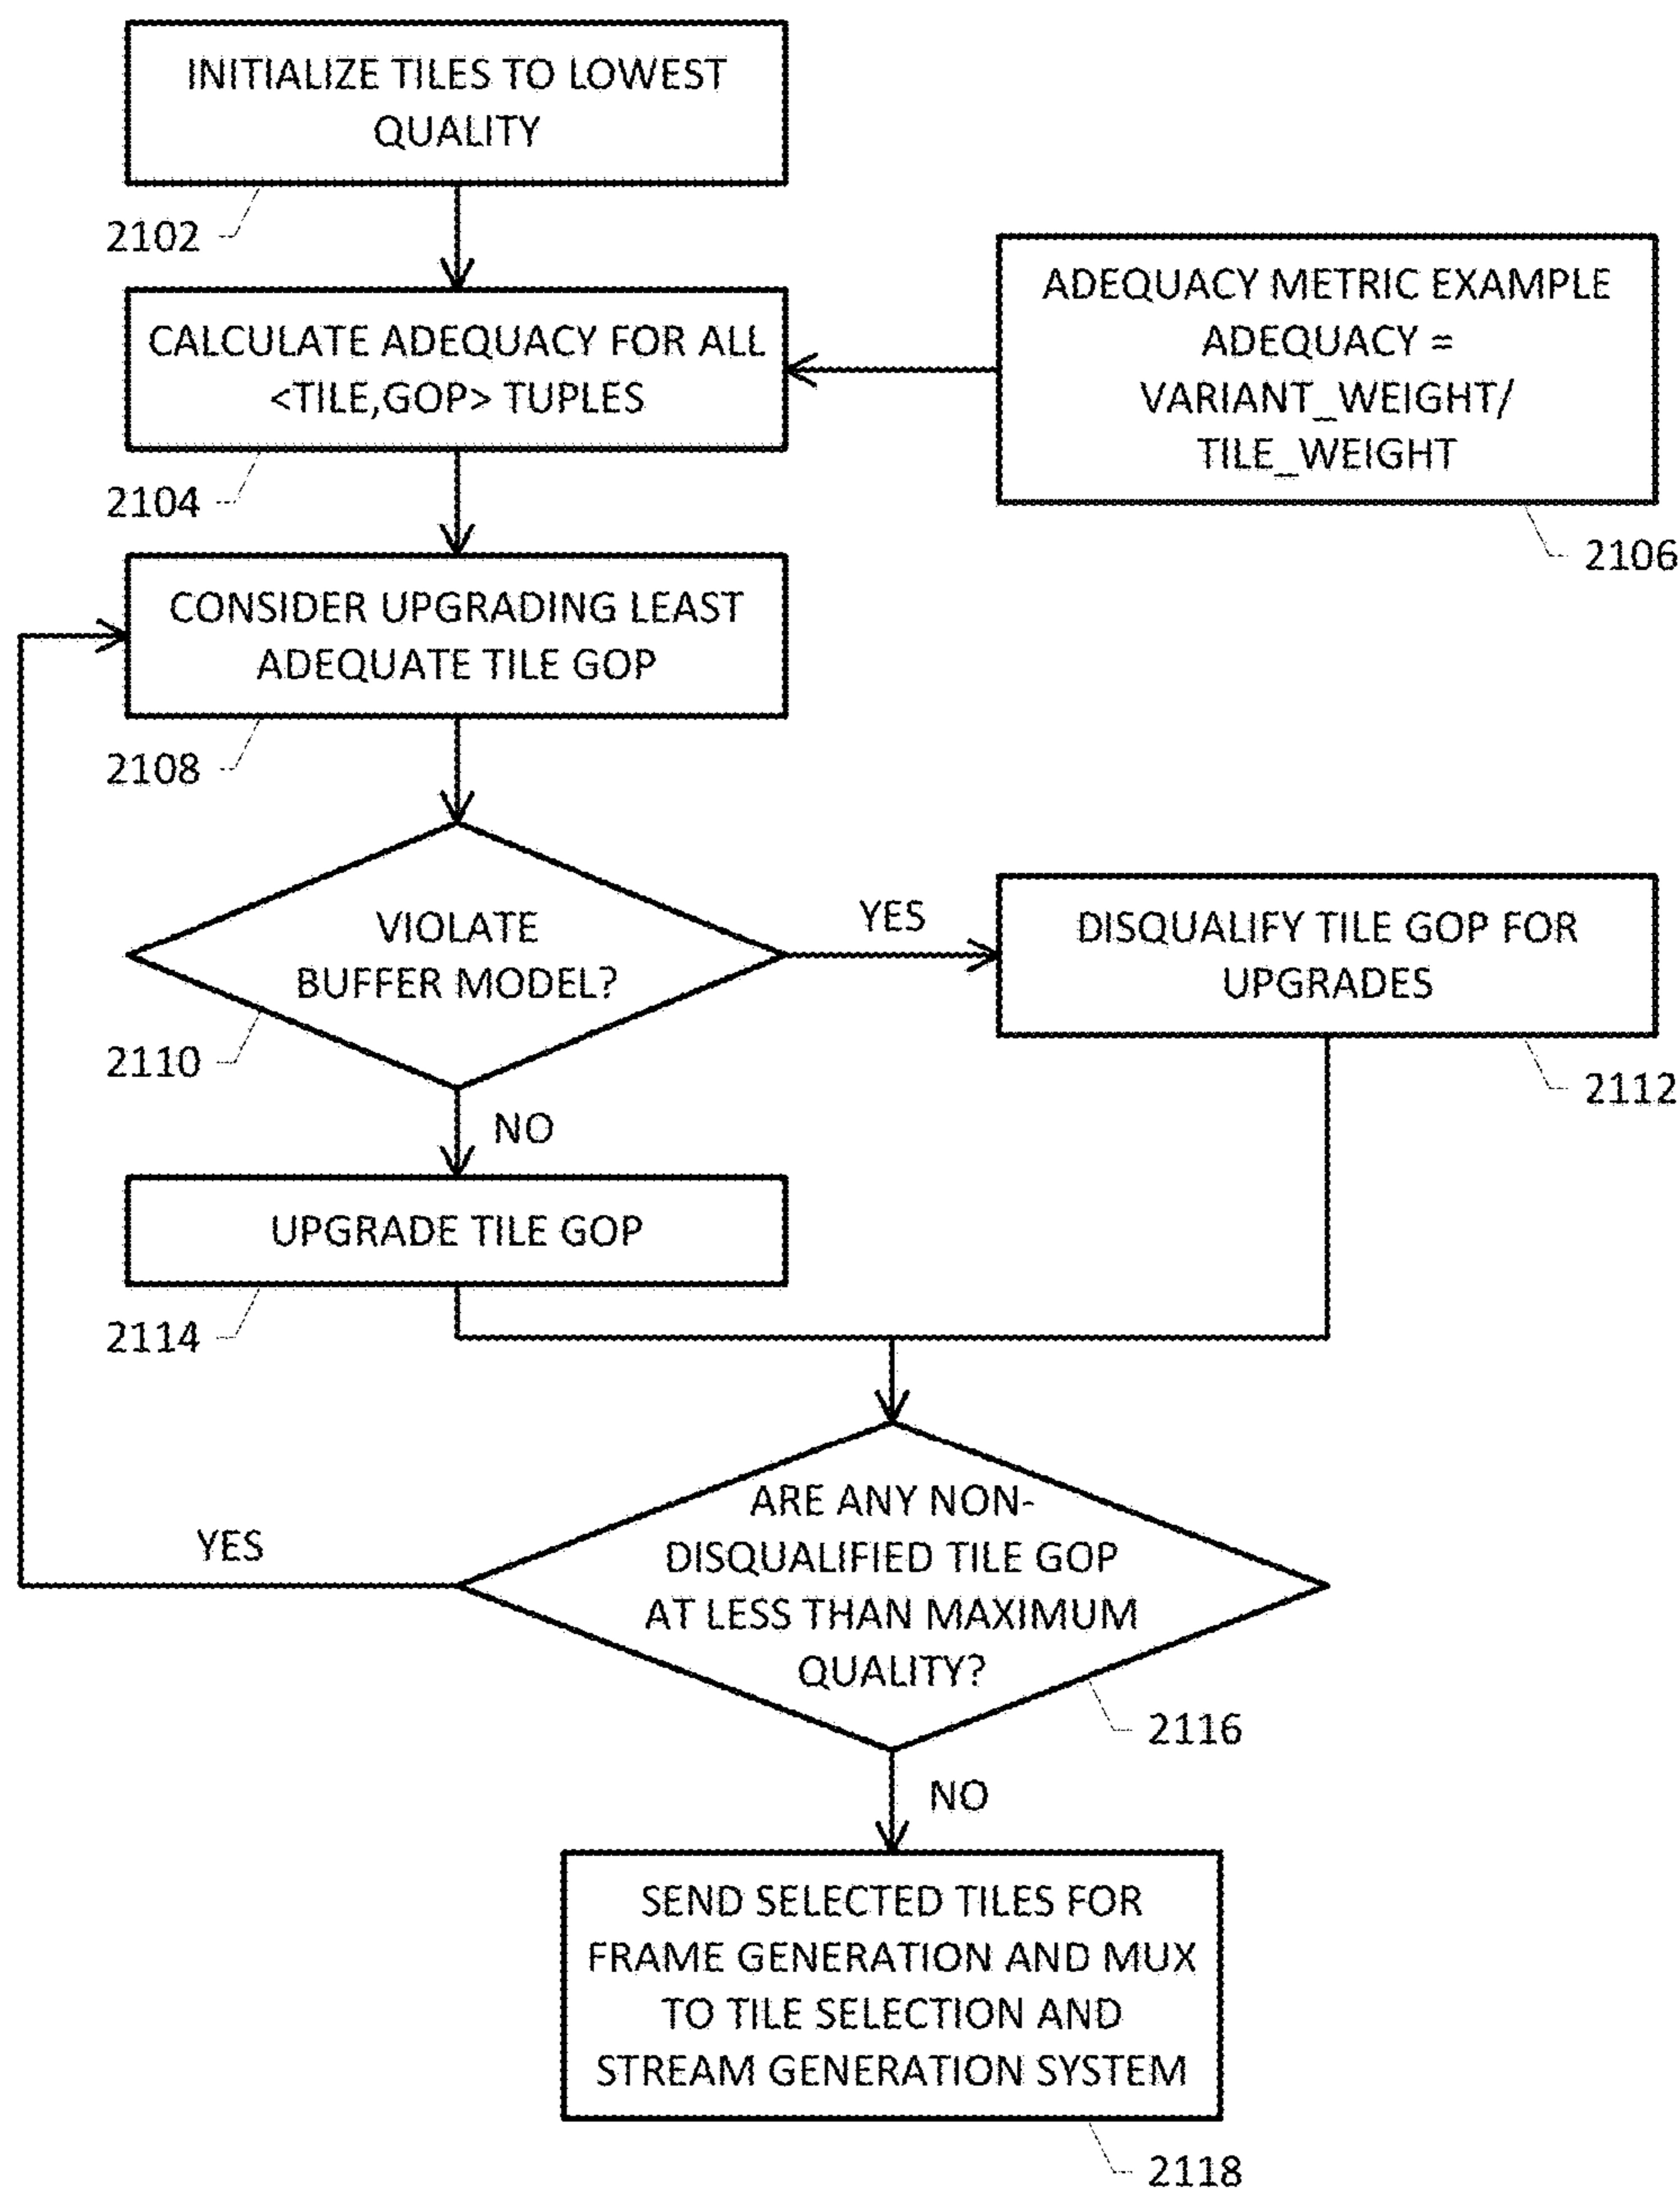 INITIALIZE TILES TO LOWEST
QUALITY
2102
CALCULATE ADEQUACY FOR ALL
<TILE,GOP> TUPLES
2104
ADEQUACY METRIC EXAMPLE
ADEQUACY =
VARIANT_WEIGHT/
TILE_WEIGHT
2106
CONSIDER UPGRADING LEAST
ADEQUATE TILE GOP
2108
VIOLATE
BUFFER MODEL?
2110
YES
DISQUALIFY TILE GOP FOR
UPGRADES
2112
NO
UPGRADE TILE GOP
2114
ARE ANY NON-
DISQUALIFIED TILE GOP
AT LESS THAN MAXIMUM
QUALITY?
2116
YES
NO
SEND SELECTED TILES FOR
FRAME GENERATION AND MUX
TO TILE SELECTION AND
STREAM GENERATION SYSTEM
2118